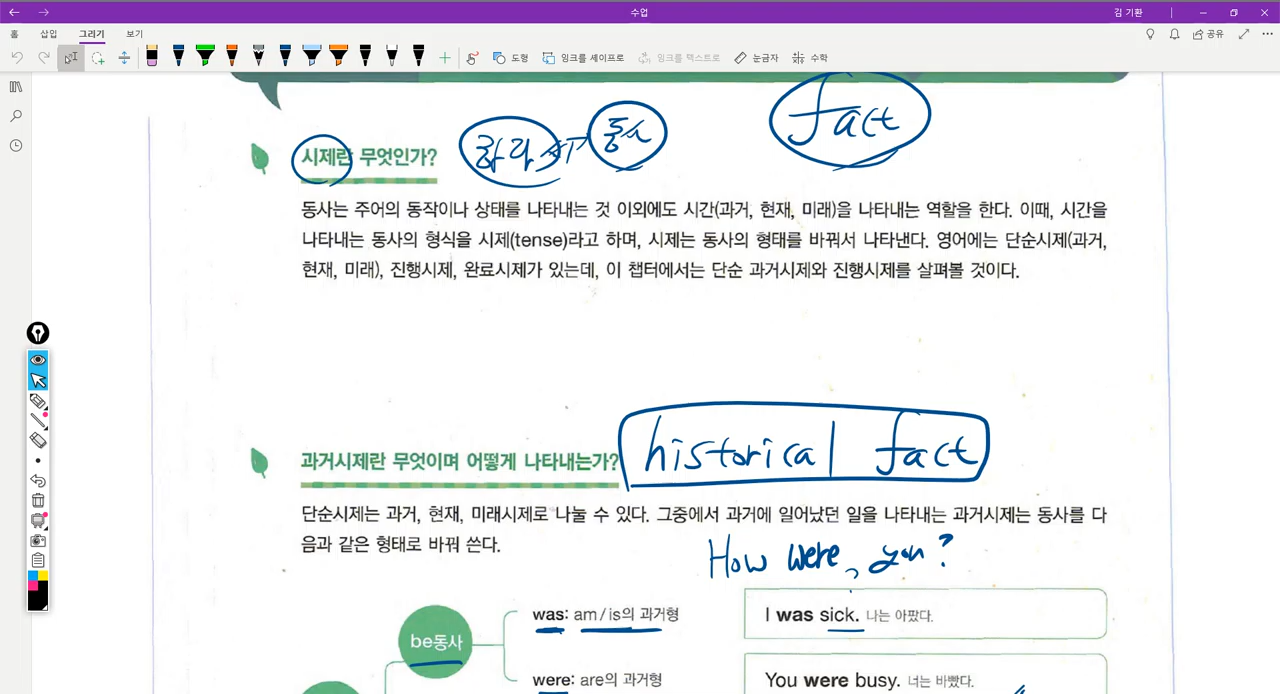 수업
김 기환
홈 삽입 그리기 보기
공유
도형 잉크를 셰이프로 잉크를 텍스트로 눈금자 수학
fact
시제란 무엇인가? 동사
동사는 주어의 동작이나 상태를 나타내는 것 이외에도 시간(과거, 현재, 미래)을 나타내는 역할을 한다. 이때, 시간을
나타내는 동사의 형식을 시제(tense)라고 하며, 시제는 동사의 형태를 바꿔서 나타낸다. 영어에는 단순시제(과거,
현재, 미래), 진행시제, 완료시제가 있는데, 이 챕터에서는 단순 과거시제와 진행시제를 살펴볼 것이다.
historical fact
과거시제란 무엇이며 어떻게 나타내는가?
단순시제는 과거, 현재, 미래시제로 나눌 수 있다. 그중에서 과거에 일어났던 일을 나타내는 과거시제는 동사를 다
음과 같은 형태로 바꿔 쓴다.
How were, you?
be동사
was: am / is의 과거형
I was sick. 나는 아팠다.
were: are의 과거형
You were busy. 너는 바빴다.